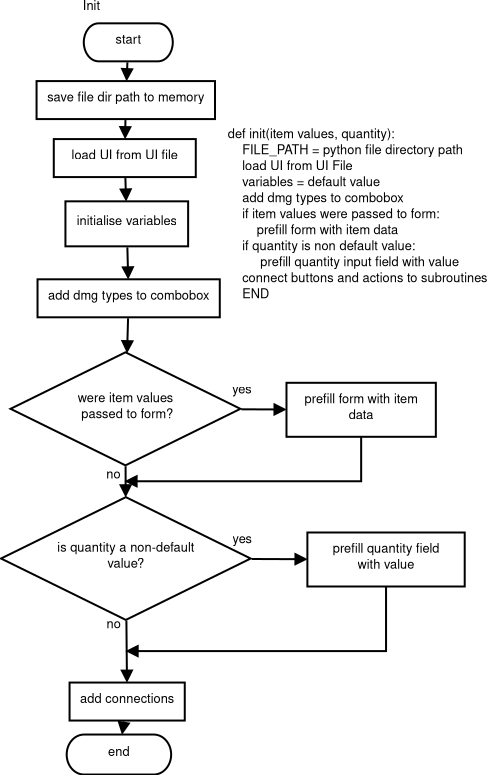 Init
start
save file dir path to memory
load UI from UI file
initialise variables
add dmg types to combobox
def init(item values, quantity):
FILE_PATH = python file directory path
load UI from UI File
variables = default value
add dmg types to combobox
if item values were passed to form:
prefill form with item data
if quantity is non default value:
prefill quantity input field with value
connect buttons and actions to subroutines
END
were item values
passed to form?
yes
prefill form with item
data
no
is quantity a non-default
value?
yes
prefill quantity field
with value
no
add connections
end